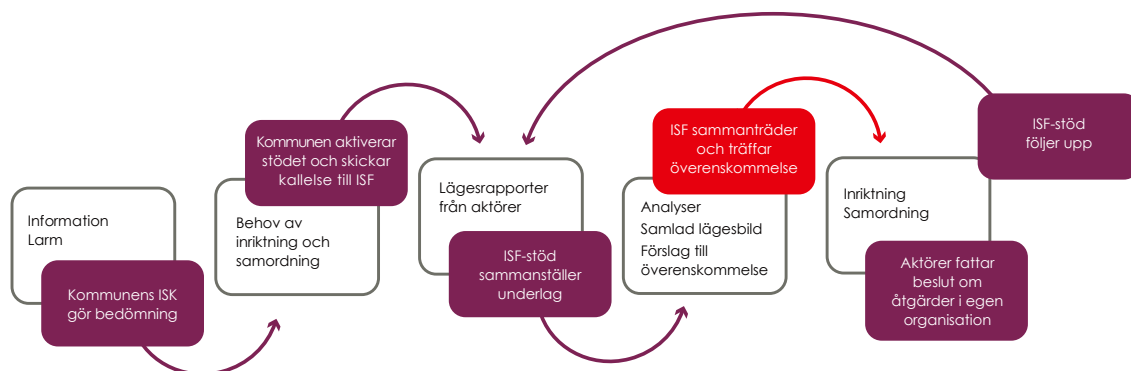 Information
Larm
Kommunens ISK
gör bedömning
Kommunen aktiverar
stödet och skickar
kallelse till ISF
Behov av
inriktning och
samordning
Lägesrapporter
från aktörer
ISF-stöd
sammanställer
underlag
ISF sammanträder
och träffar
överenskommelse
Analyser
Samlad lägesbild
Förslag till
överenskommelse
Inriktning
Samordning
Aktörer fattar
beslut om
åtgärder i egen
organisation
ISF-stöd
följer upp